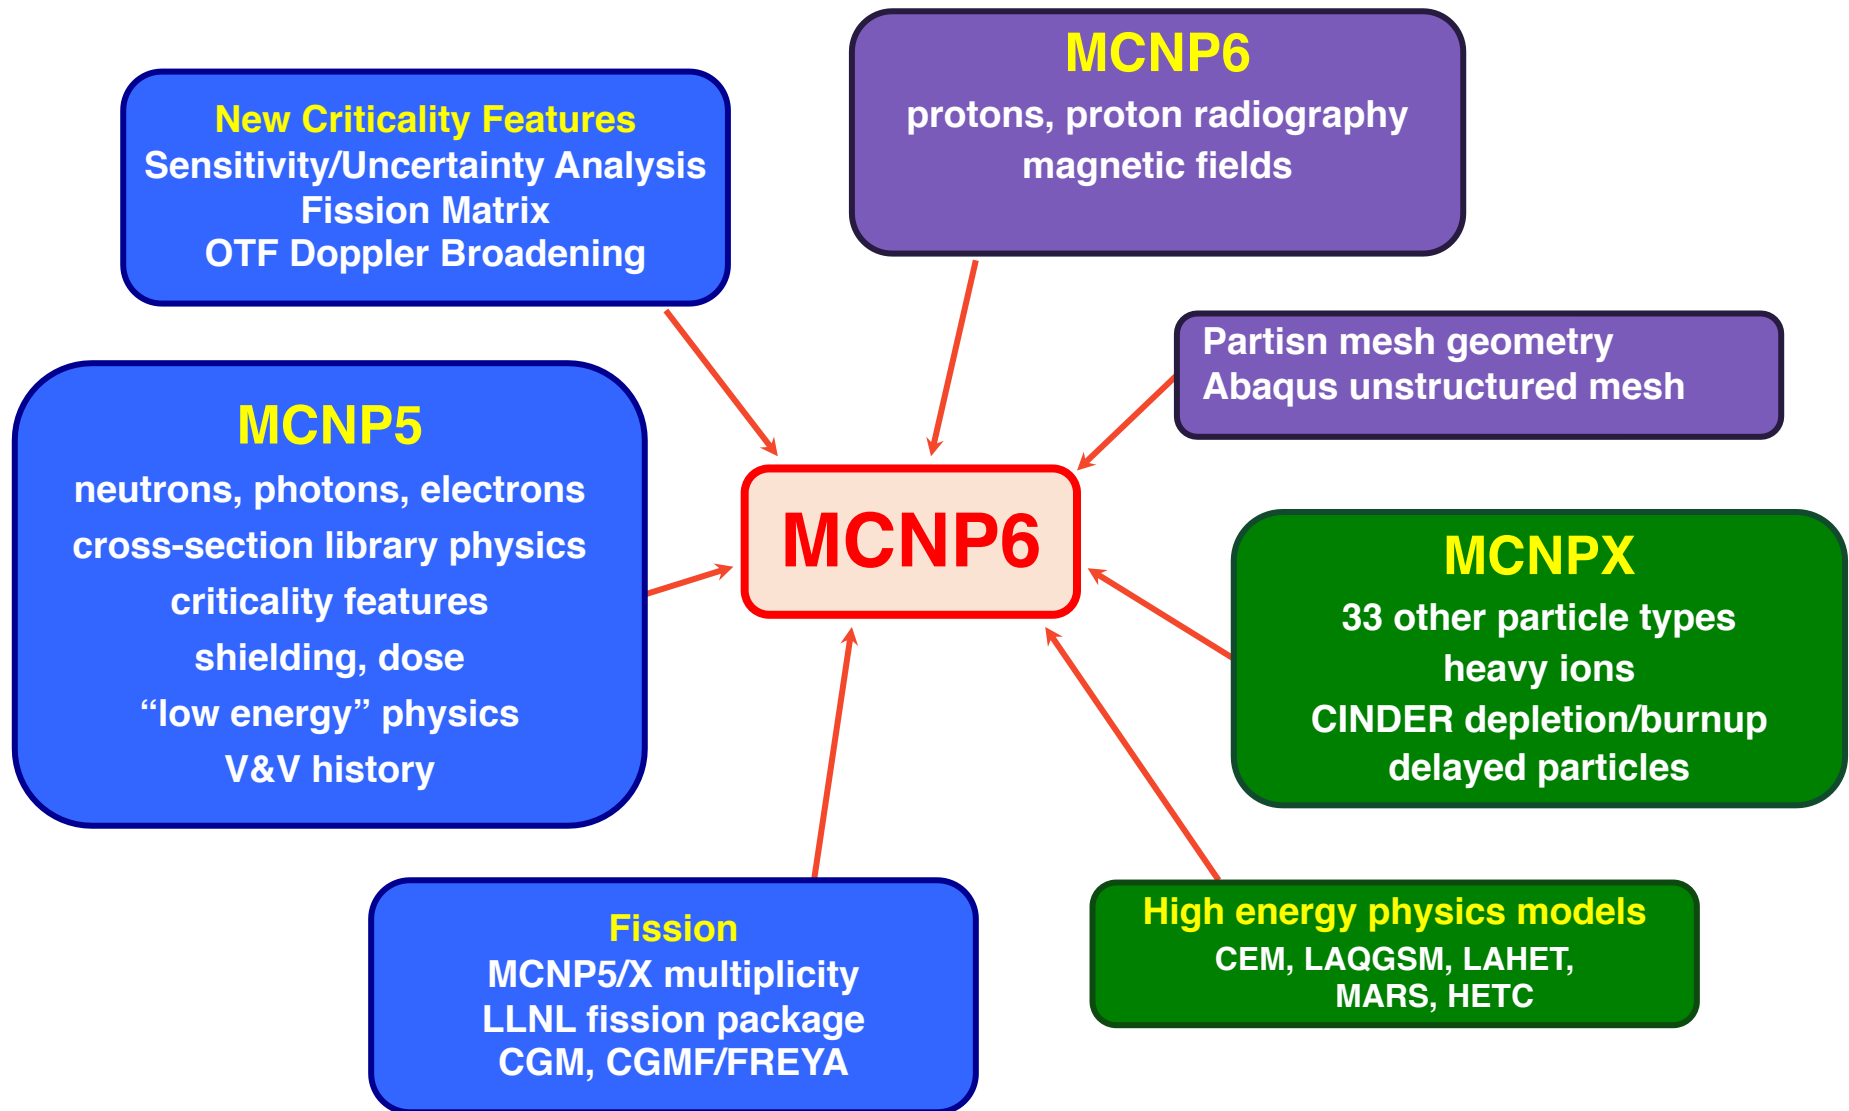 New Criticality Features
Sensitivity/Uncertainty Analysis
Fission Matrix
OTF Doppler Broadening
MCNP6
protons, proton radiography
magnetic fields
Partisn mesh geometry
Abaqus unstructured mesh
MCNP5
neutrons, photons, electrons
cross-section library physics
criticality features
shielding, dose
“low energy” physics
V&V history
MCNP6
MCNPX
33 other particle types
heavy ions
CINDER depletion/burnup
delayed particles
Fission
MCNP5/X multiplicity
LLNL fission package
CGM, CGMF/FREYA
High energy physics models
CEM, LAQGSM, LAHET,
MARS, HETC